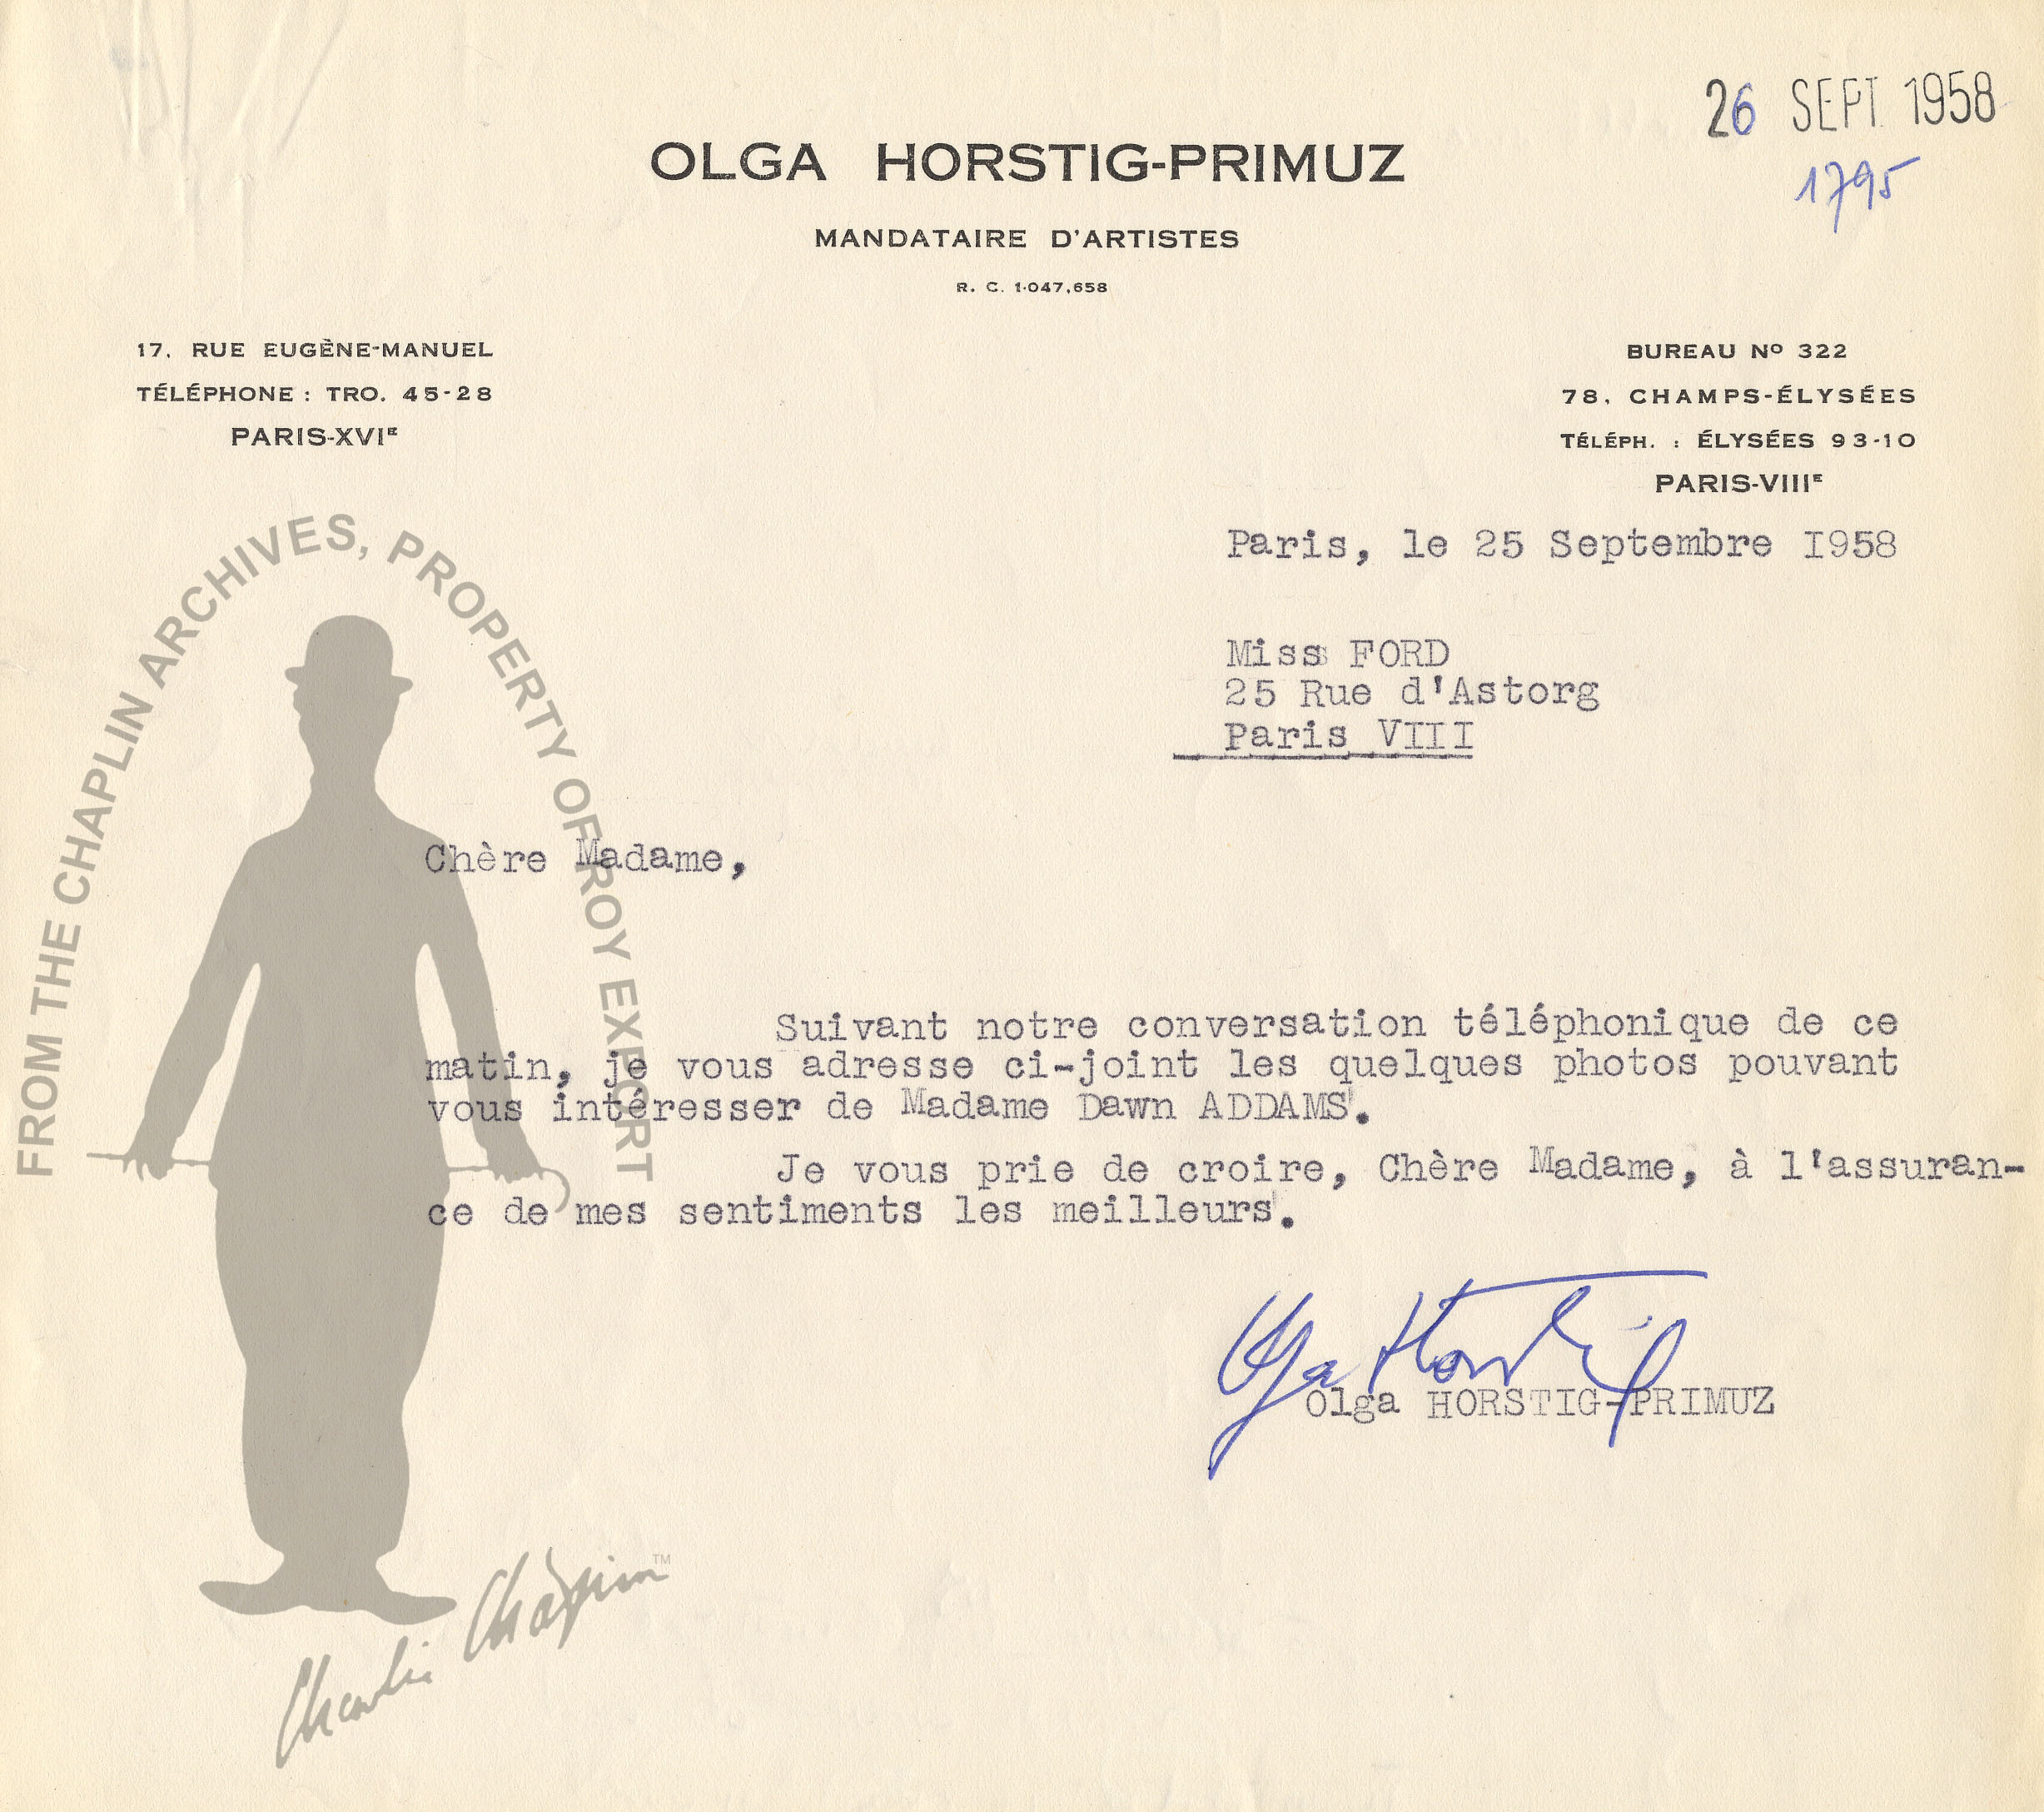 26 SEPT. 1958
1795
OLGA HORSTIG-PRIMUZ
MANDATAIRE D'ARTISTES
R. C. 1.047,658
17, RUE EUGÈNE-MANUEL
TÉLÉPHONE : TRO. 45-28
PARIS-XVIE
BUREAU Nº 322
78, CHAMPS-ÉLYSÉES
TÉLÉPH. : ÉLYSÉES 93-10
PARIS-VIIIE
Paris, le 25 Septembre I958
Miss FORD
25 Rue d'Astorg
Paris VIII
Chère Madame,
Suivant notre conversation téléphonique de ce
matin, je vous adresse ci-joint les quelques photos pouvant
vous intéresser de Madame Dawn ADDAMS.
Je vous prie de croire, Chère Madame, à l'assuran-
ce de mes sentiments les meilleurs.
Olga Horstig
Olga HORSTIG-PRIMUZ
FROM THE CHAPLIN ARCHIVES, PROPERTY OF ROY EXPORT
Charlie Chaplin TM